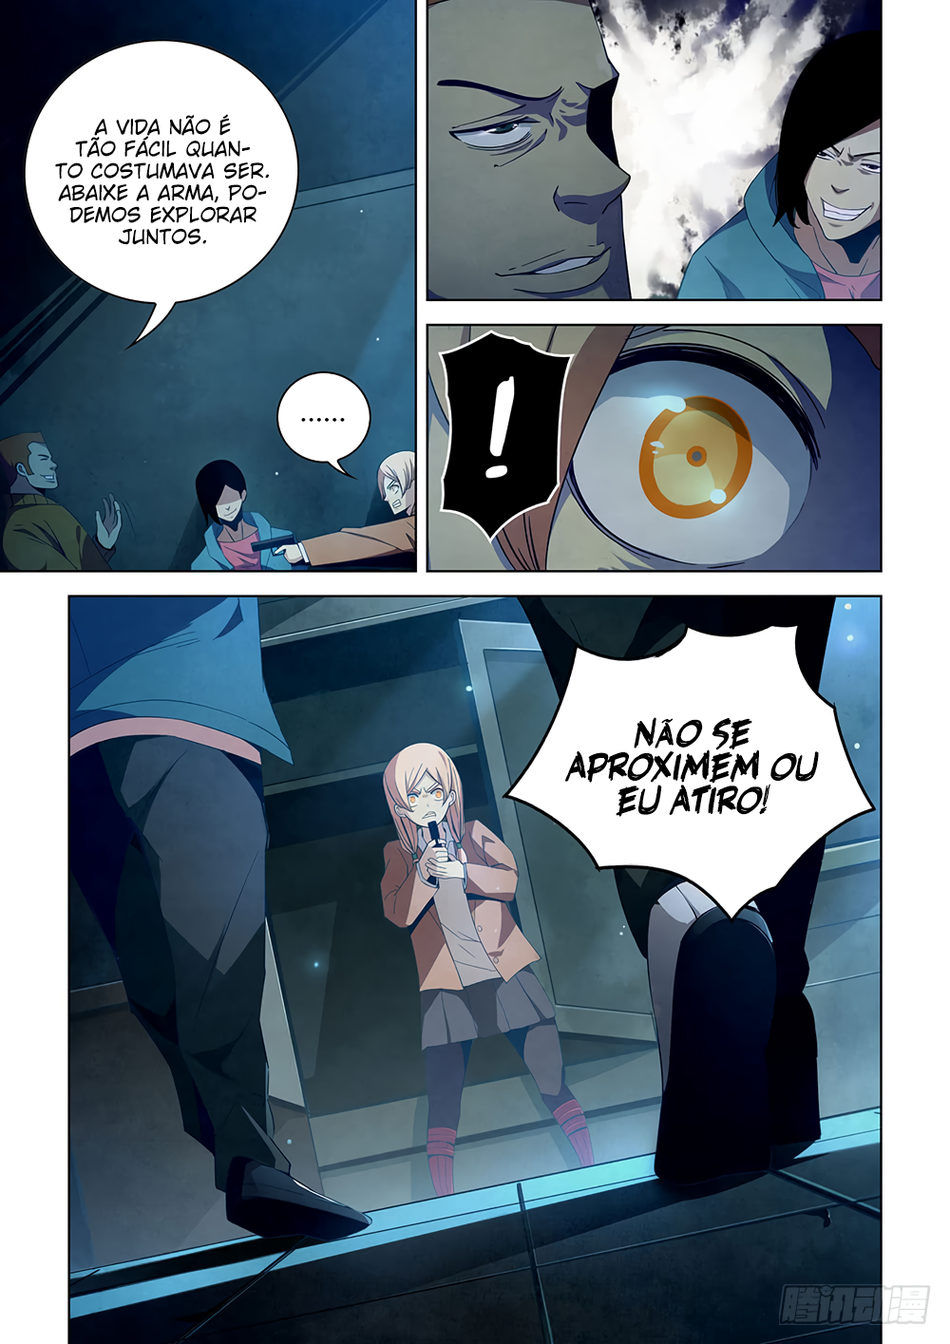 A VIDA NÃO É
TÃO FÁCIL QUAN-
TO COSTUMAVA SER.
ABAIXE A ARMA, PO-
DEMOS EXPLORAR
JUNTOS.
......
!
NÃO SE
APROXIMEM OU
EU ATIRO!
腾讯动漫